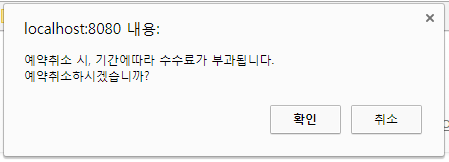 localhost:8080 내용:
예약취소 시, 기간에따라 수수료가 부과됩니다.
예약취소하시겠습니까?
확인 취소